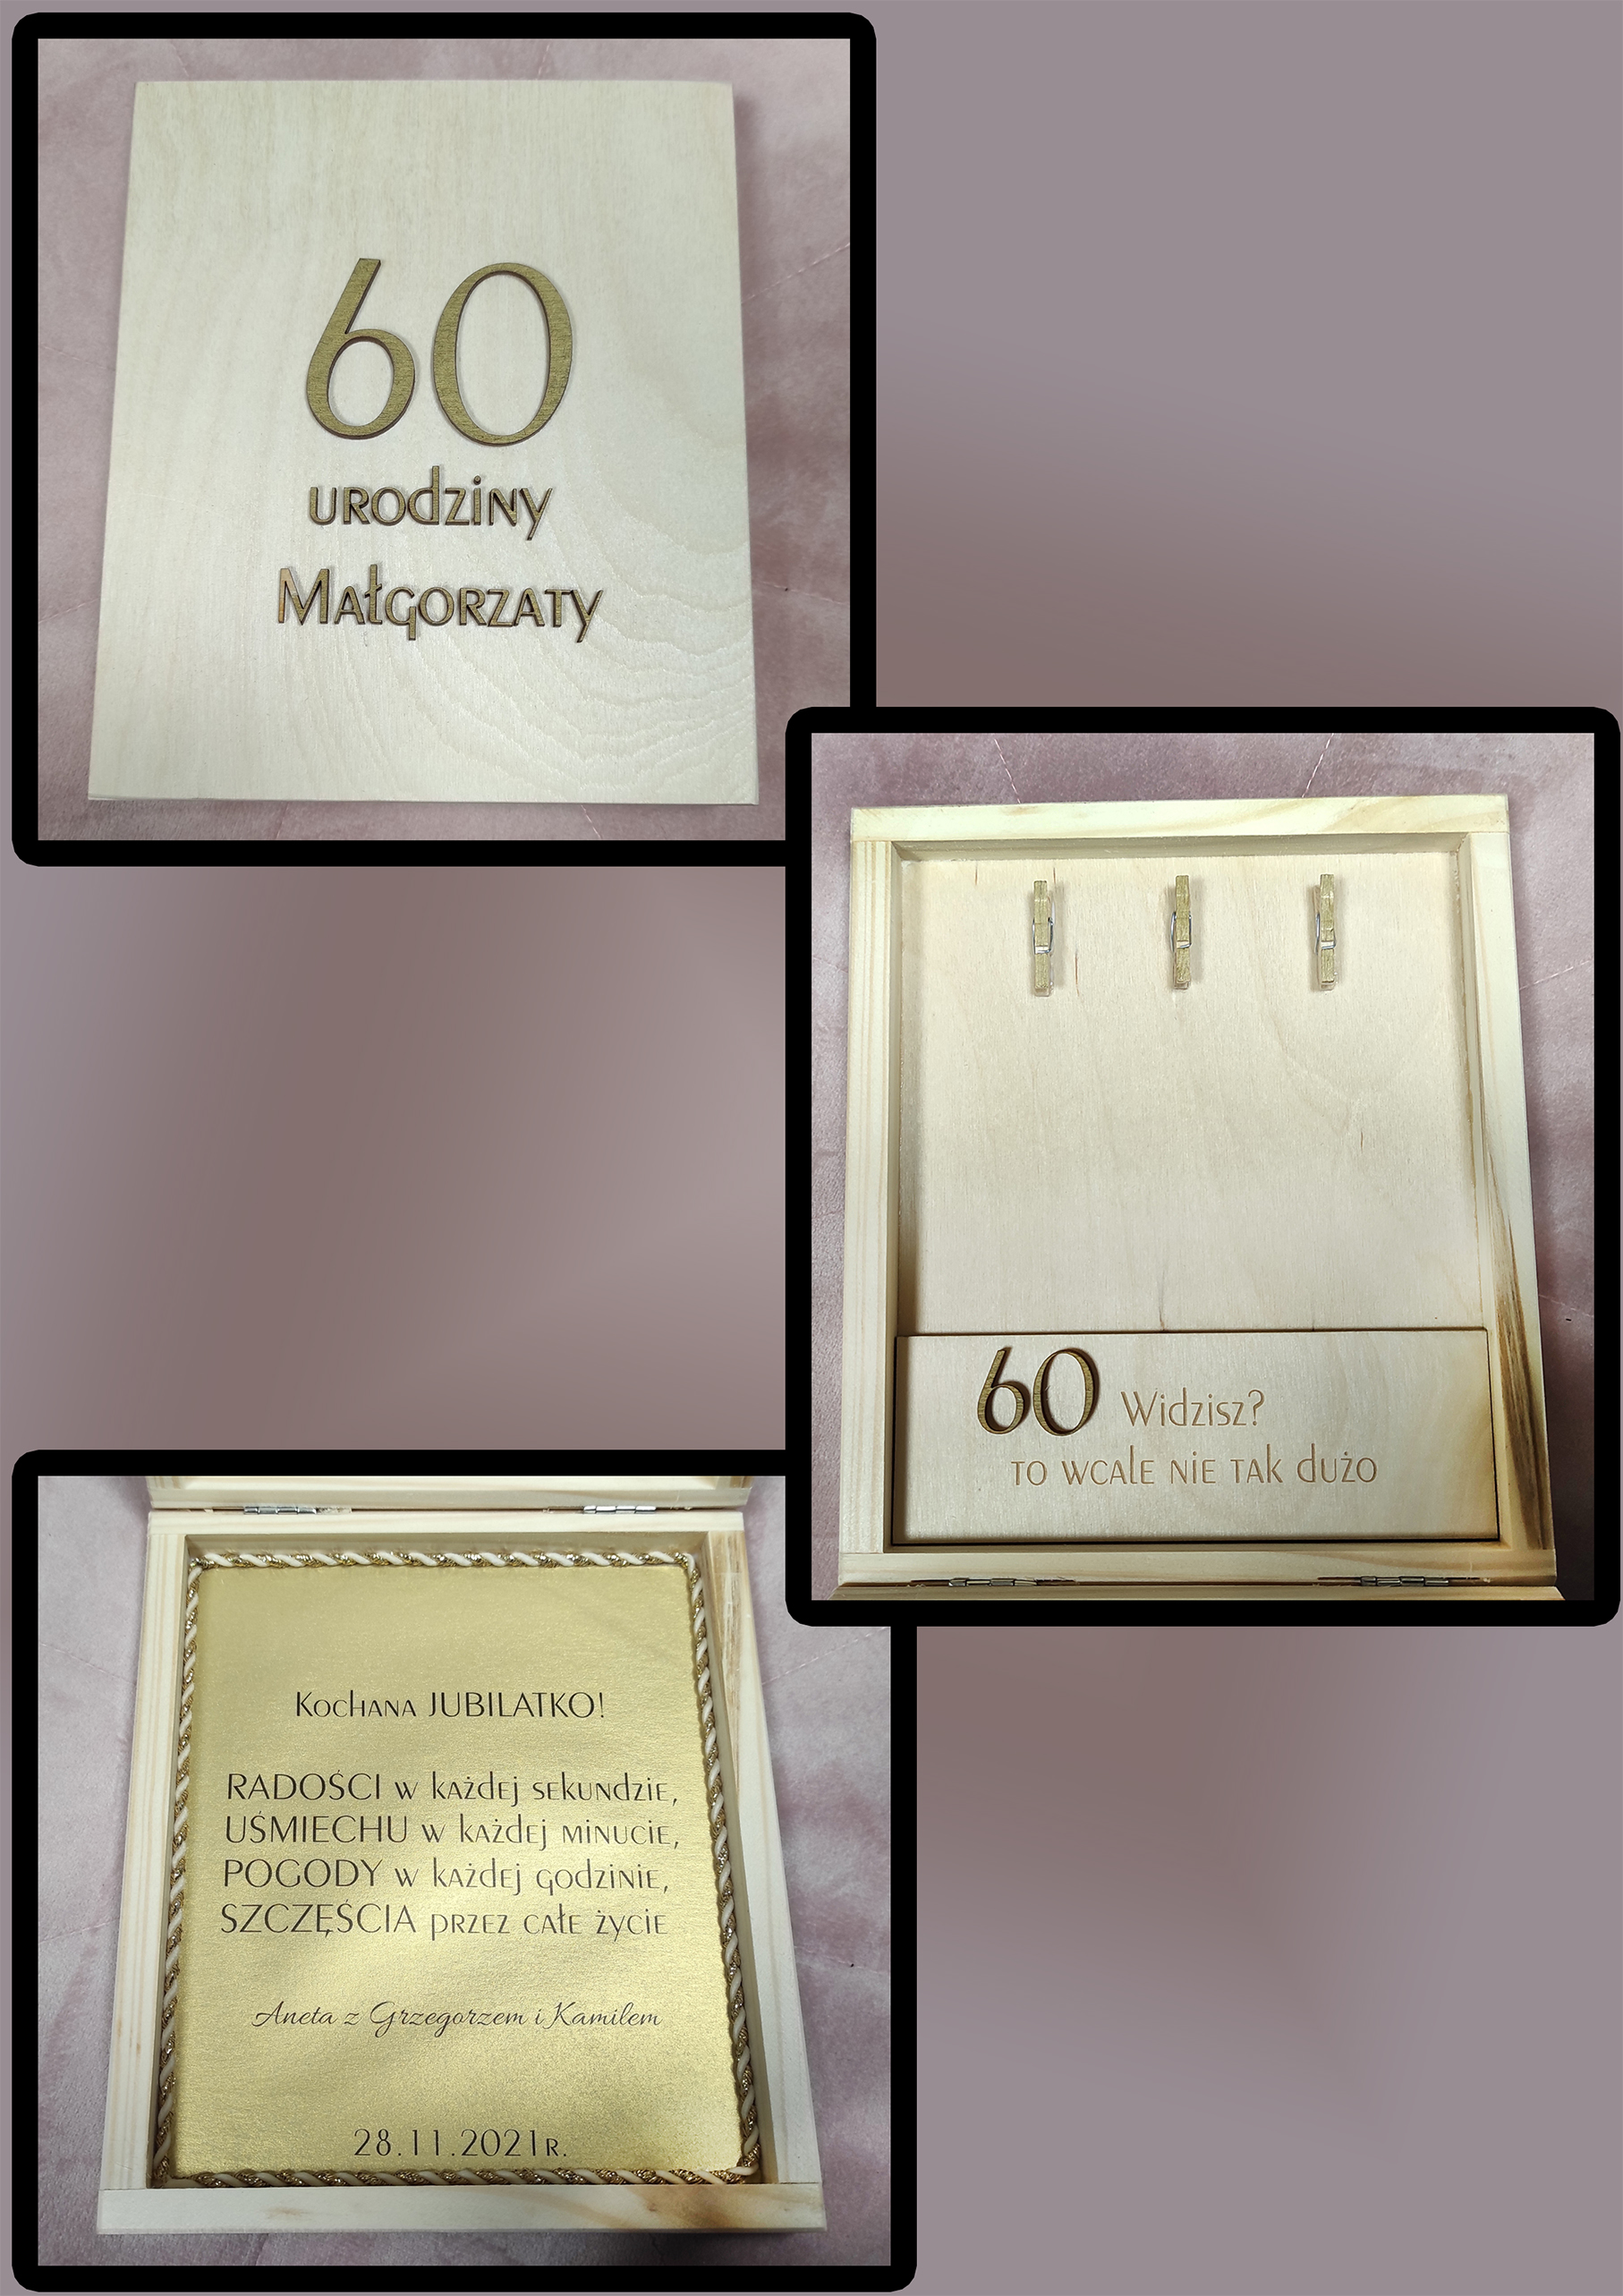 60
urodziny
Małgorzaty
60 Widzisz?
to wcale nie tak dużo
Kochana JUBILATKO!
RADOŚCI w każdej sekundzie,
UŚMIECHU w każdej minucie,
POGODY w każdej godzinie,
SZCZĘŚCIA przez całe życie
Aneta z Grzegorzem i Kamilem
28.11.2021r.